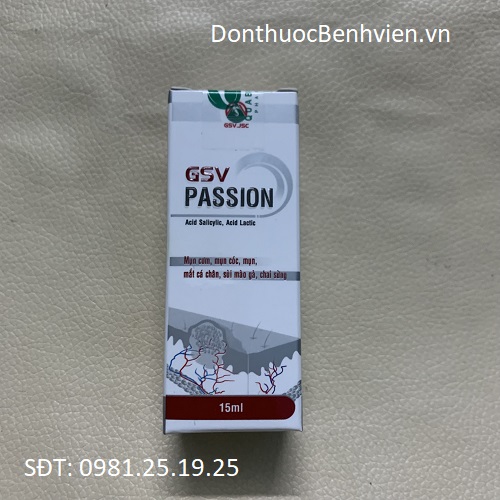 DonthuocBenhvien.vn
GSV.,JSC
GSV
PASSION
Acid Salicylic, Acid Lactic
Mụn cơm, mụn cóc, mụn,
mắt cá chân, sùi mào gà, chai sừng
15ml
SĐT: 0981.25.19.25